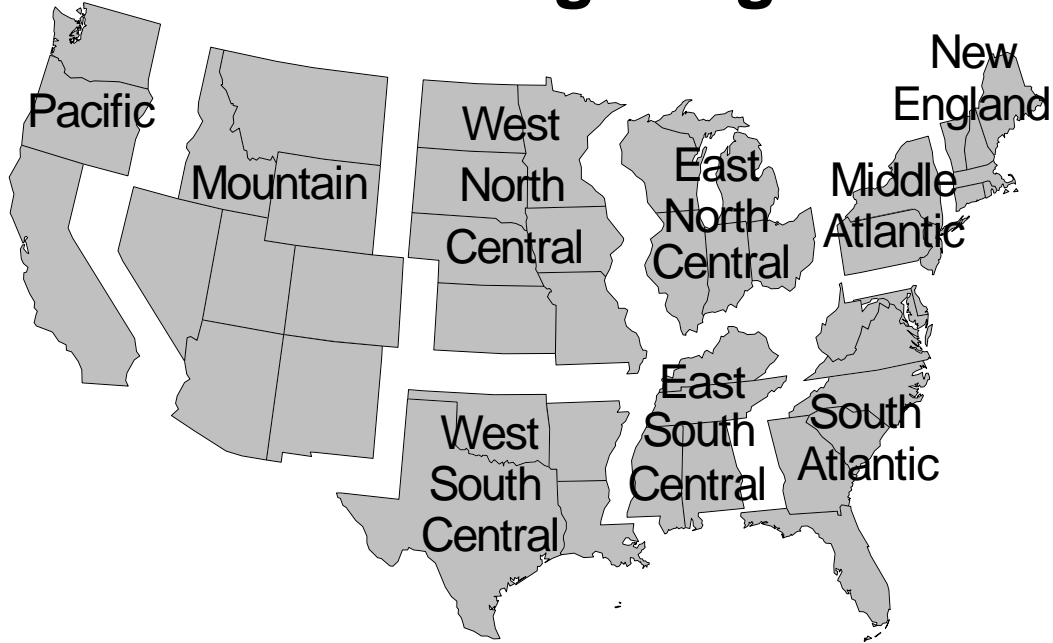 Pacific
Mountain
West
North
Central
East
North
Central
New
England
Middle
Atlantic
West
South
Central
East
South
Central
South
Atlantic